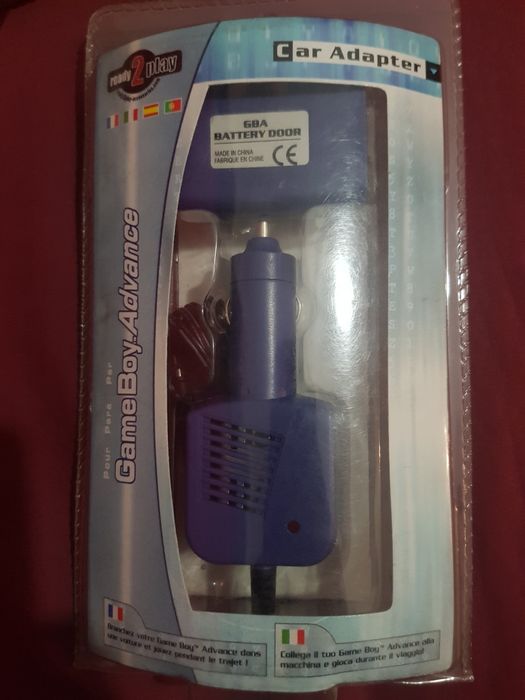 ready 2 play
Car Adapter
GBA
BATTERY DOOR
MADE IN CHINA
FABRIQUE EN CHINE
CE
Pour Para Per
Game Boy Advance
Branchez votre Game Boy™ Advance dans
une voiture et jouez pendant le trajet !
Collega il tuo Game Boy™ Advance alla
macchina e gioca durante il viaggio!